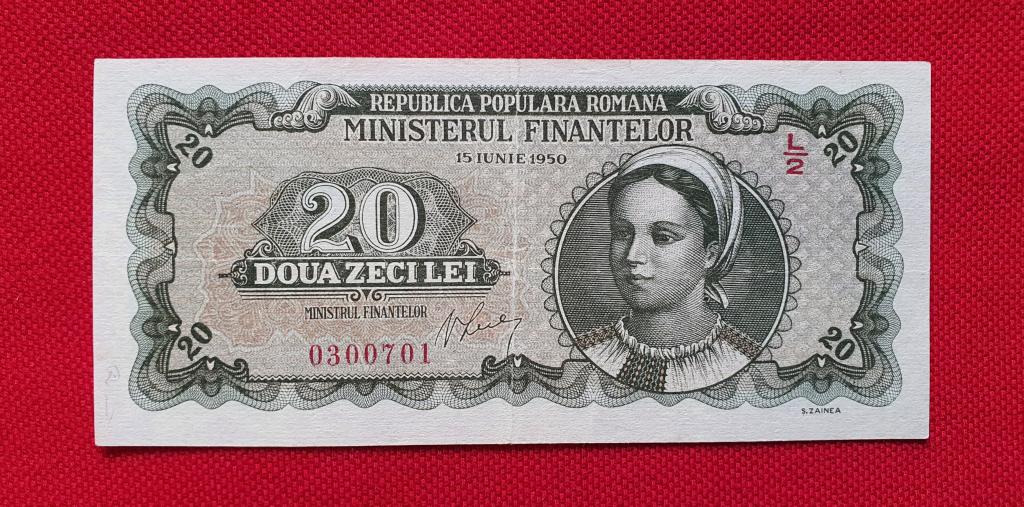 REPUBLICA POPULARA ROMANA
MINISTERUL FINANTELOR
15 IUNIE 1950
L
2
20
20
20
DOUA ZECI LEI
MINISTRUL FINANTELOR
0300701
20
20
S. ZAINEA